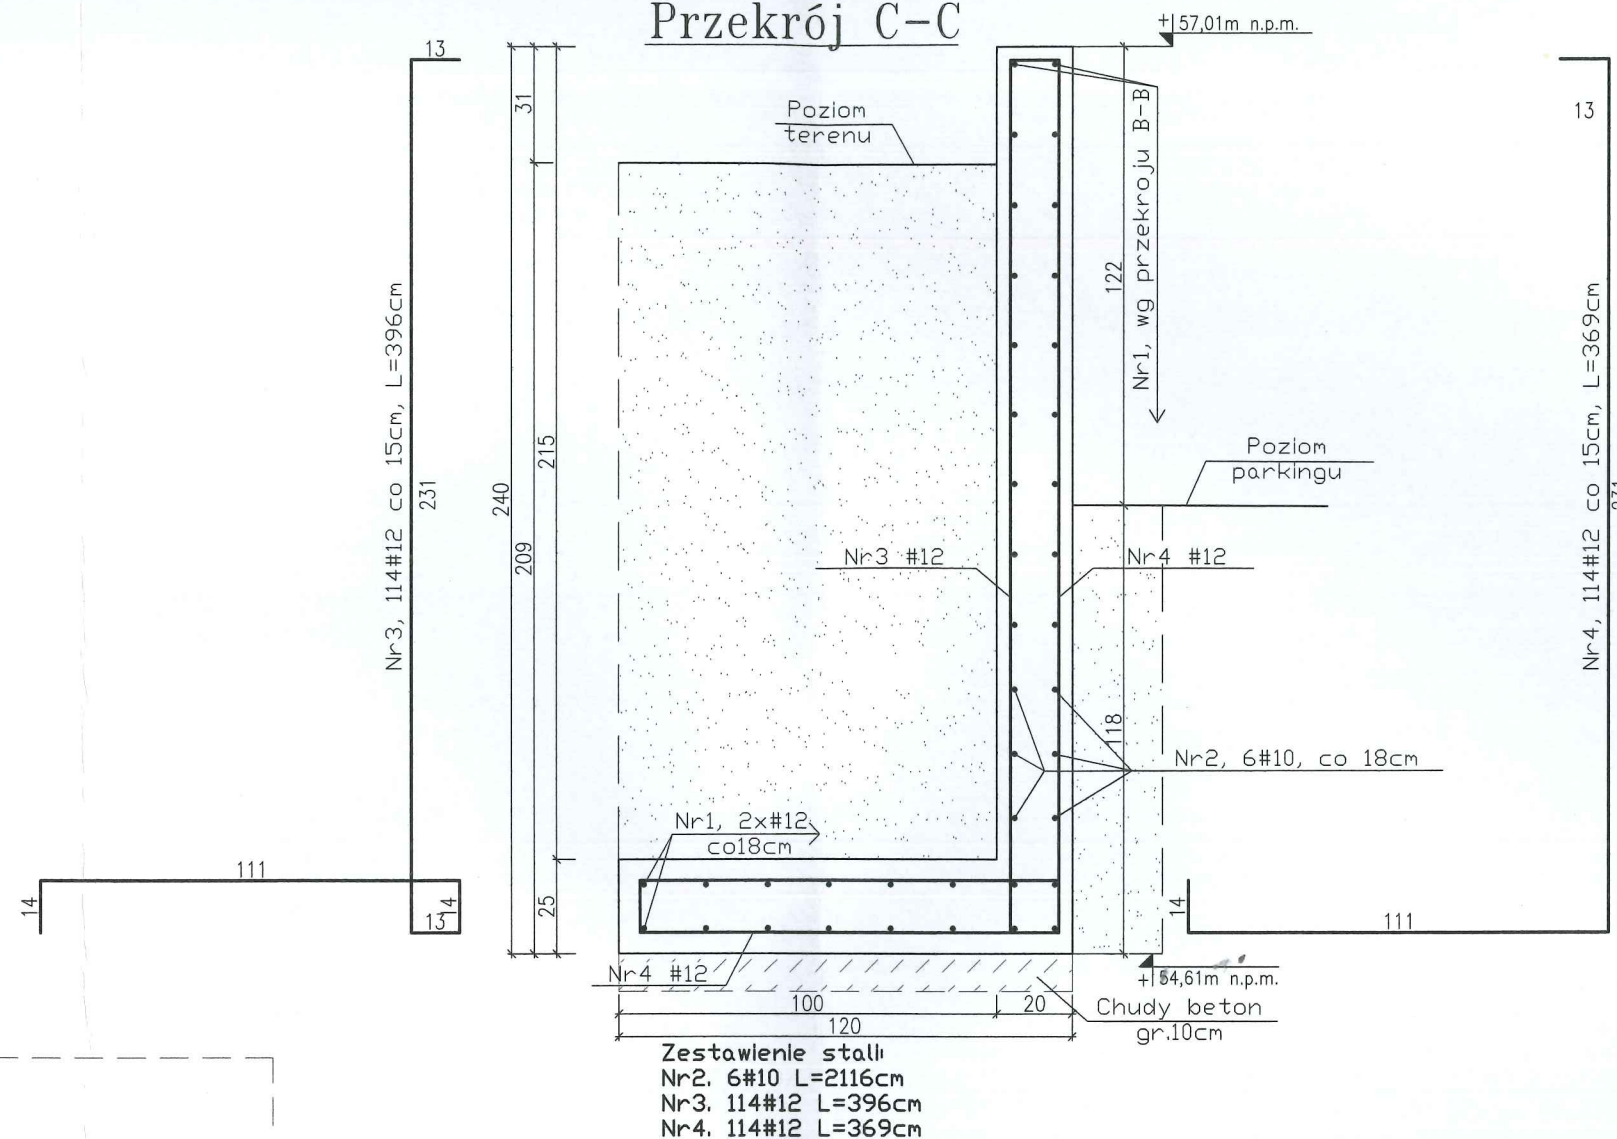 Przekrój C-C
+57,01m n.p.m.
13
31
Poziom
terenu
13
Nr1, wg przekroju B-B
122
Nr3, 114#12 co 15cm, L=396cm
231
240
215
209
Poziom
parkingu
Nr4, 114#12 co 15cm, L=369cm
Nr3 #12
Nr4 #12
118
Nr2, 6#10, co 18cm
Nr1, 2x#12
co18cm
111
14
14
13
25
14
111
Nr4 #12
+54,61m n.p.m.
100
20
120
Chudy beton
gr.10cm
Zestawienie stali
Nr2. 6#10 L=2116cm
Nr3. 114#12 L=396cm
Nr4. 114#12 L=369cm